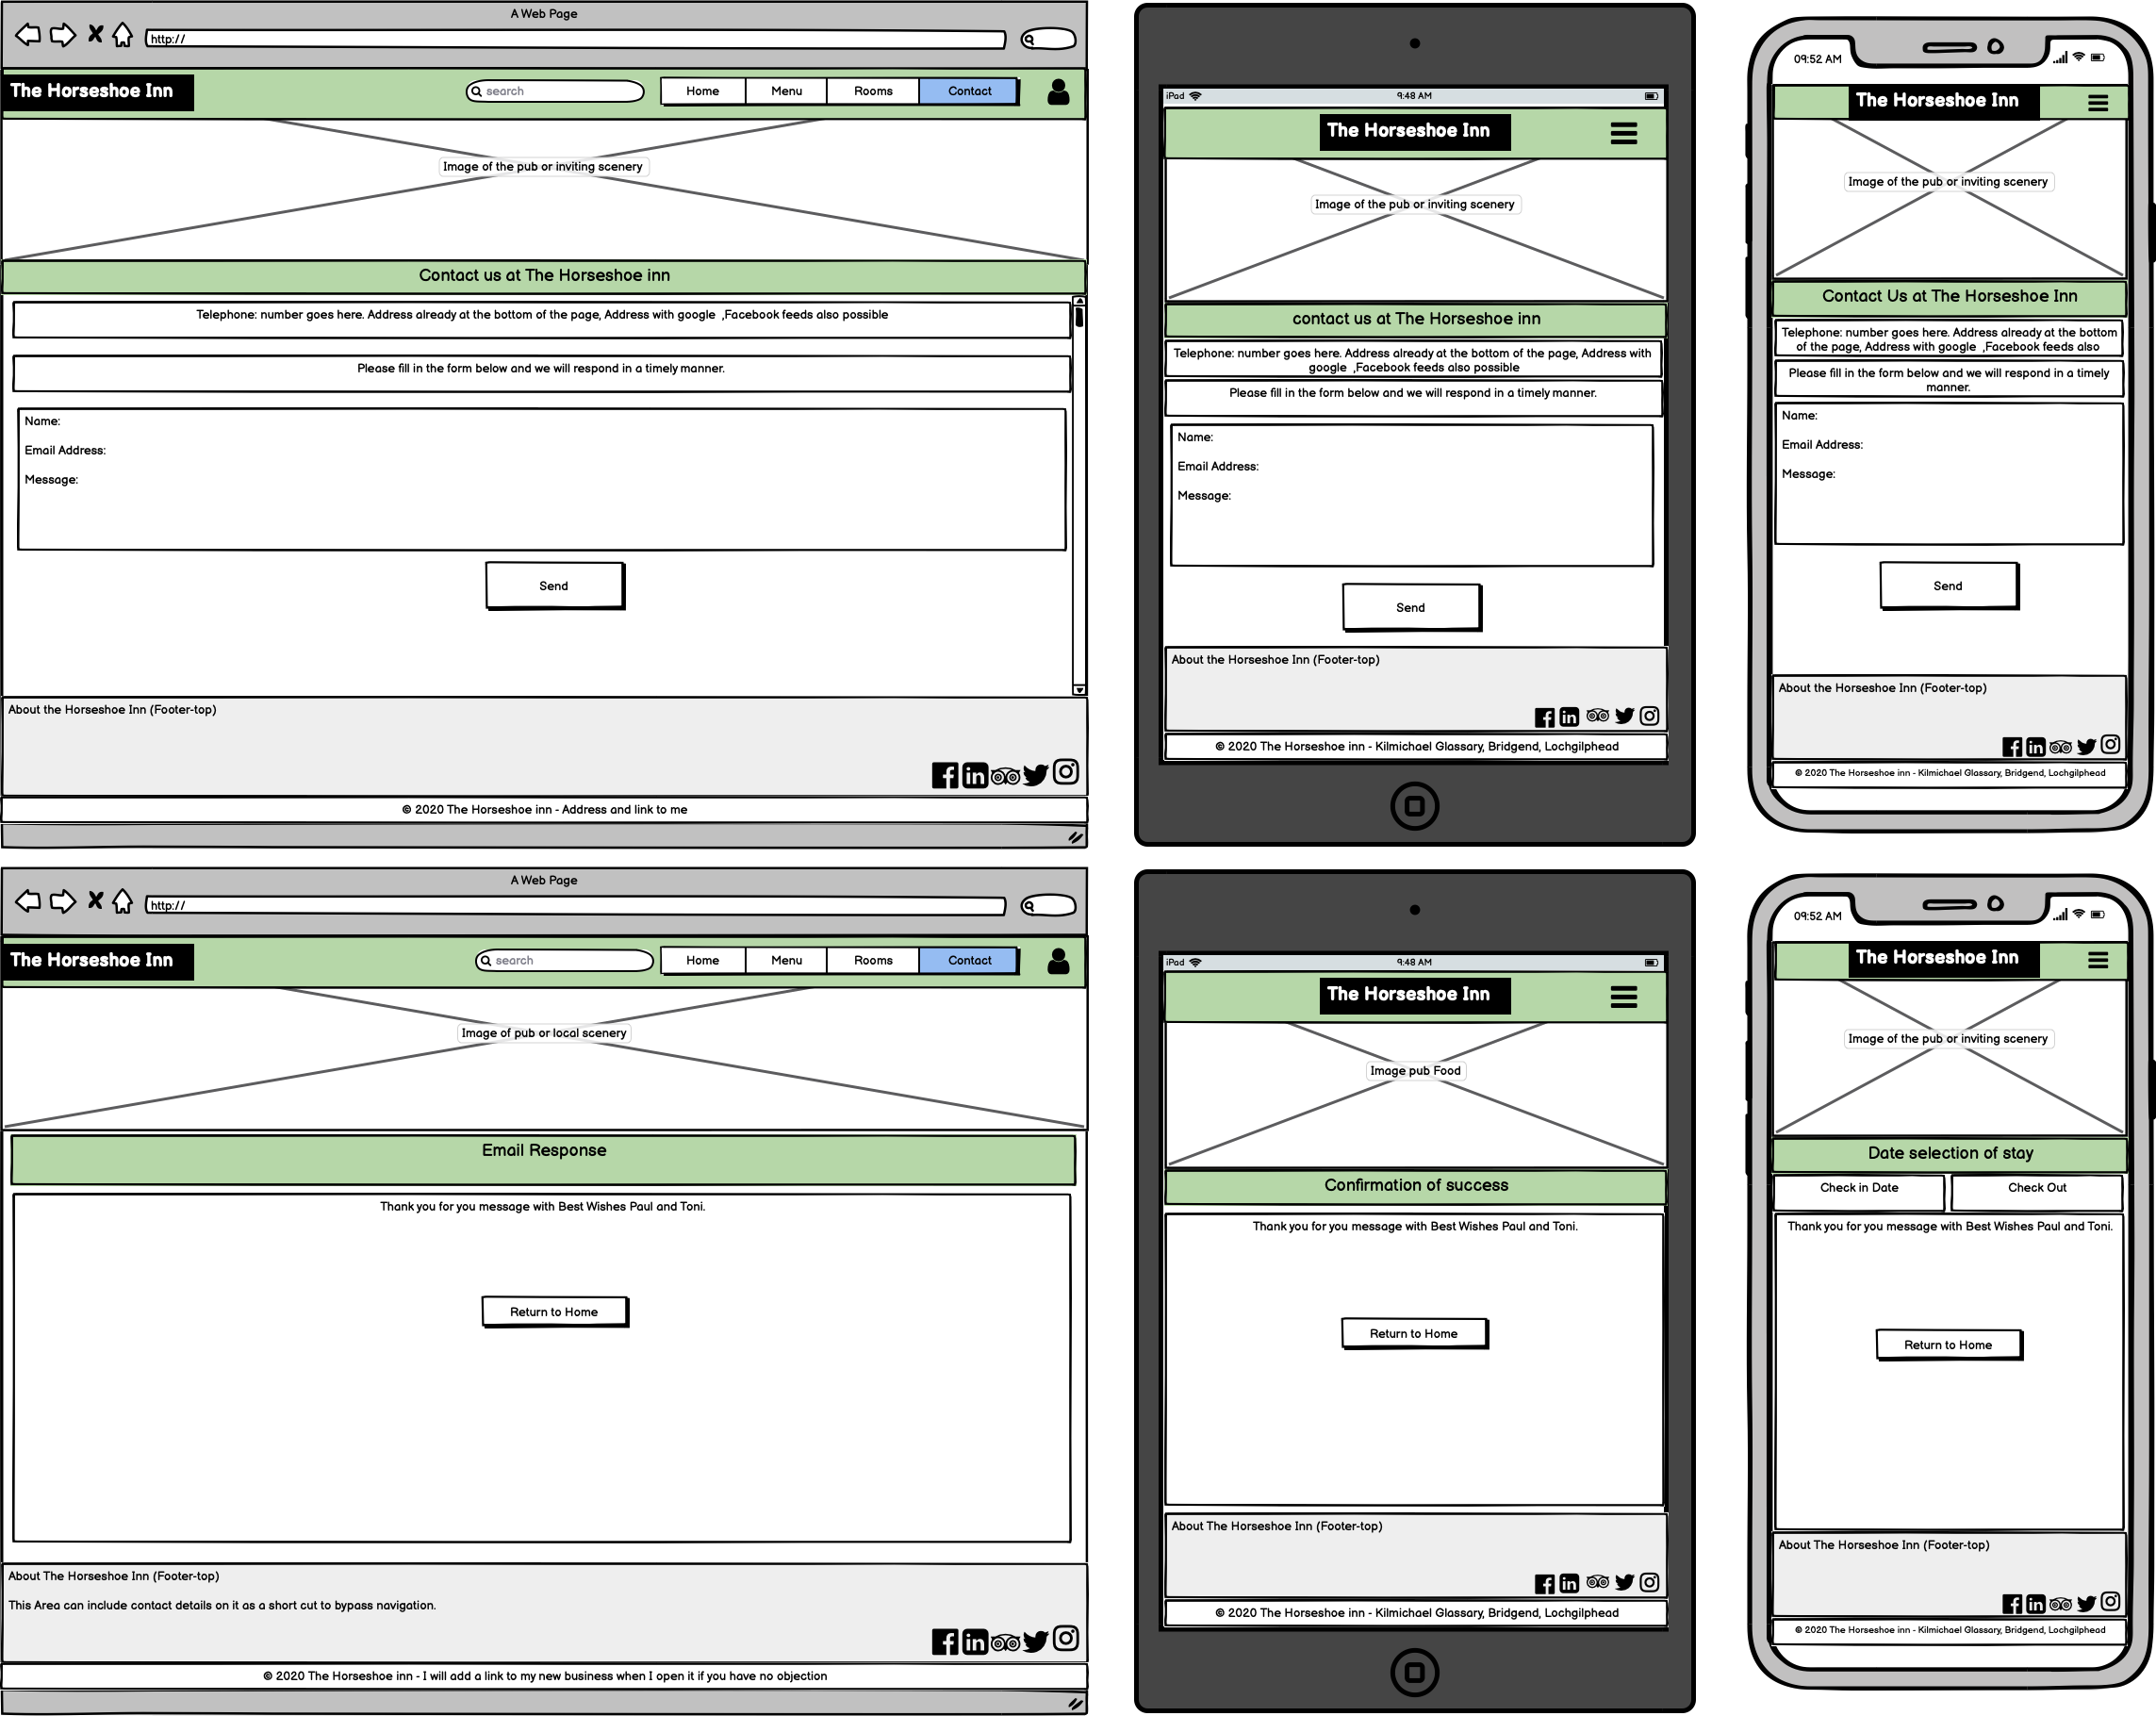 A Web Page
http://
The Horseshoe Inn
search
Home
Menu
Rooms
Contact
Image of the pub or inviting scenery
Contact us at The Horseshoe inn
Telephone: number goes here. Address already at the bottom of the page, Address with google  ,Facebook feeds also possible
Please fill in the form below and we will respond in a timely manner.
Name:
Email Address:
Message:
Send
About the Horseshoe Inn (Footer-top)
© 2020 The Horseshoe inn - Address and link to me
iPad
9:48 AM
The Horseshoe Inn
Image of the pub or inviting scenery
contact us at The Horseshoe inn
Telephone: number goes here. Address already at the bottom of the page, Address with
google  ,Facebook feeds also possible
Please fill in the form below and we will respond in a timely manner.
Name:
Email Address:
Message:
Send
About the Horseshoe Inn (Footer-top)
© 2020 The Horseshoe inn - Kilmichael Glassary, Bridgend, Lochgilphead
09:52 AM
The Horseshoe Inn
Image of the pub or inviting scenery
Contact Us at The Horseshoe Inn
Telephone: number goes here. Address already at the bottom
of the page, Address with google  ,Facebook feeds also
Please fill in the form below and we will respond in a timely
manner.
Name:
Email Address:
Message:
Send
About the Horseshoe Inn (Footer-top)
© 2020 The Horseshoe inn - Kilmichael Glassary, Bridgend, Lochgilphead
A Web Page
http://
The Horseshoe Inn
search
Home
Menu
Rooms
Contact
Image of pub or local scenery
Email Response
Thank you for you message with Best Wishes Paul and Toni.
Return to Home
About The Horseshoe Inn (Footer-top)
This Area can include contact details on it as a short cut to bypass navigation.
© 2020 The Horseshoe inn - I will add a link to my new business when I open it if you have no objection
iPad
9:48 AM
The Horseshoe Inn
Image pub Food
Confirmation of success
Thank you for you message with Best Wishes Paul and Toni.
Return to Home
About The Horseshoe Inn (Footer-top)
© 2020 The Horseshoe inn - Kilmichael Glassary, Bridgend, Lochgilphead
09:52 AM
The Horseshoe Inn
Image of the pub or inviting scenery
Date selection of stay
Check in Date
Check Out
Thank you for you message with Best Wishes Paul and Toni.
Return to Home
About The Horseshoe Inn (Footer-top)
© 2020 The Horseshoe inn - Kilmichael Glassary, Bridgend, Lochgilphead